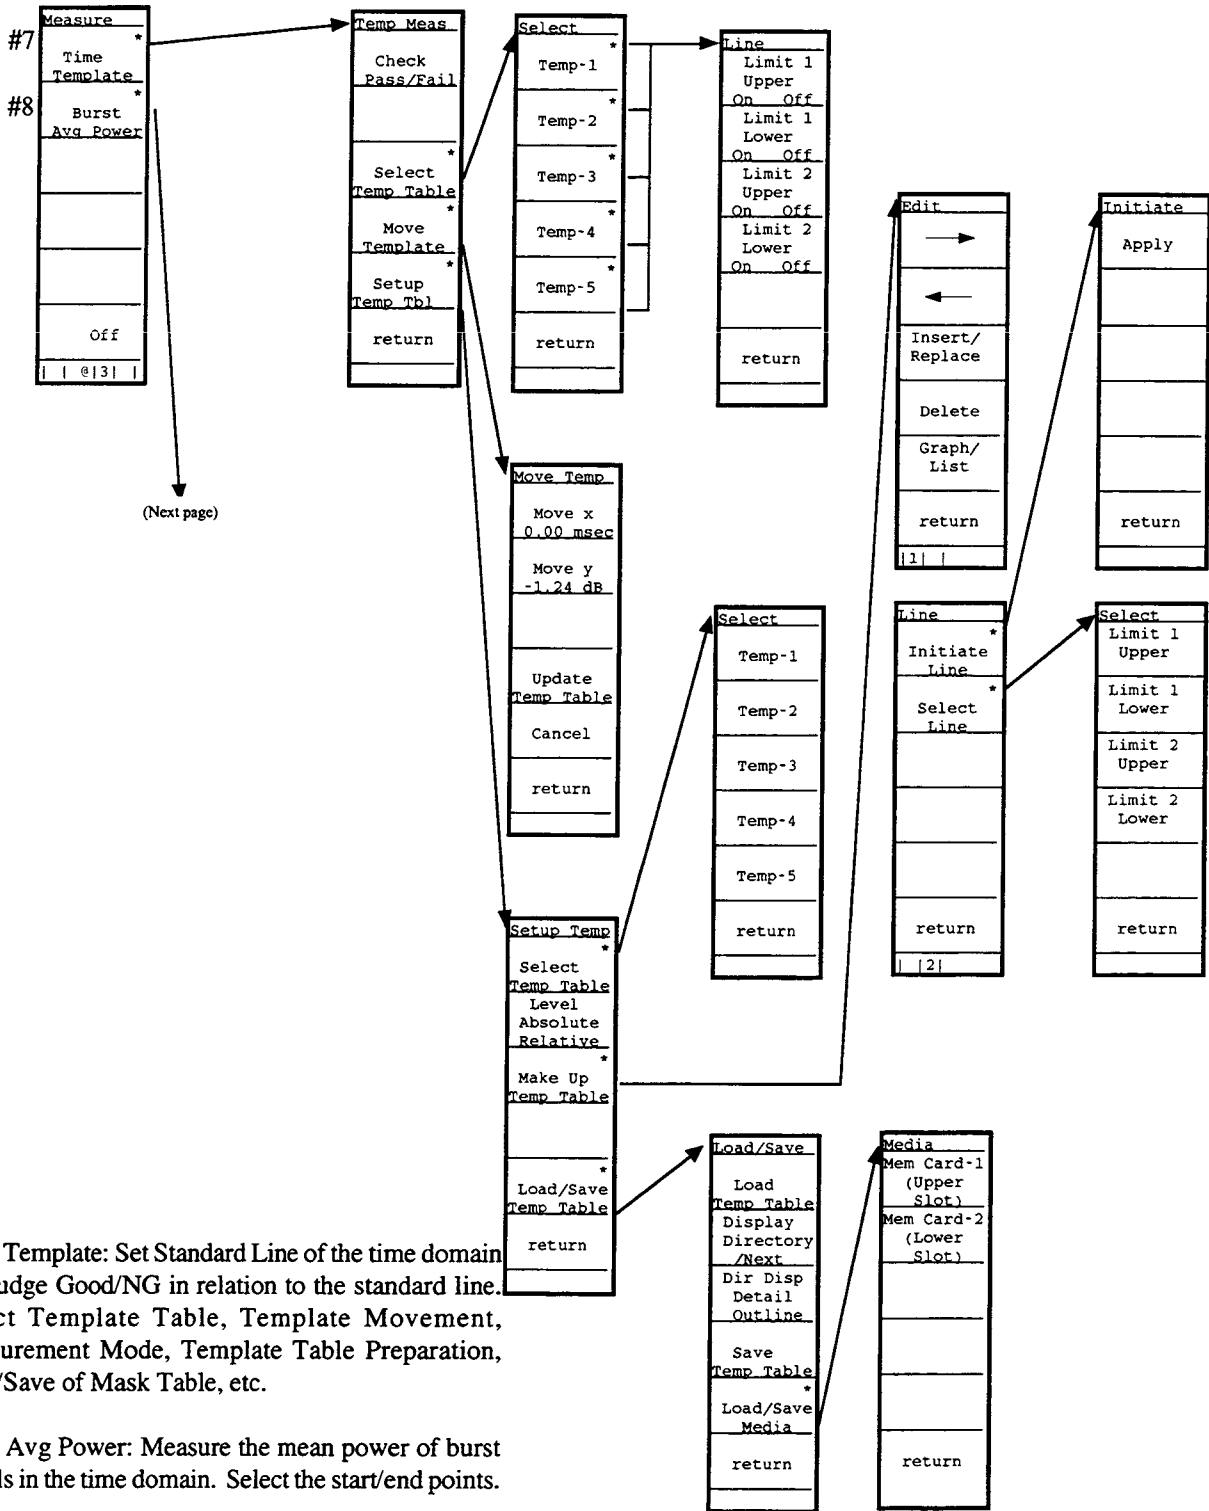 #7
#8
Measure
*
Time
Template
*
Burst
Avg Power
Off
| | @|3| |
(Next page)
Temp Meas
Check
Pass/Fail
*
Select
Temp Table
*
Move
Template
*
Setup
Temp Tbl
return
Select
*
Temp-1
*
Temp-2
*
Temp-3
*
Temp-4
*
Temp-5
return
Line
Limit 1
Upper
On Off
Limit 1
Lower
On Off
Limit 2
Upper
On Off
Limit 2
Lower
On Off
return
Edit
Insert/
Replace
Delete
Graph/
List
return
|1| |
Initiate
Apply
return
Move Temp
Move x
0.00 msec
Move y
-1.24 dB
Update
Temp Table
Cancel
return
Select
Temp-1
Temp-2
Temp-3
Temp-4
Temp-5
return
Line
*
Initiate
Line
*
Select
Line
return
| |2|
Select
Limit 1
Upper
Limit 1
Lower
Limit 2
Upper
Limit 2
Lower
return
Setup Temp
*
Select
Temp Table
Level
Absolute
Relative
*
Make Up
Temp Table
*
Load/Save
Temp Table
return
Load/Save
Load
Temp Table
Display
Directory
/Next
Dir Disp
Detail
Outline
Save
Temp Table
*
Load/Save
Media
return
Media
Mem Card-1
(Upper
Slot)
Mem Card-2
(Lower
Slot)
return
Template: Set Standard Line of the time domain
udge Good/NG in relation to the standard line.
ct Template Table, Template Movement,
urement Mode, Template Table Preparation,
/Save of Mask Table, etc.
Avg Power: Measure the mean power of burst
ls in the time domain. Select the start/end points.